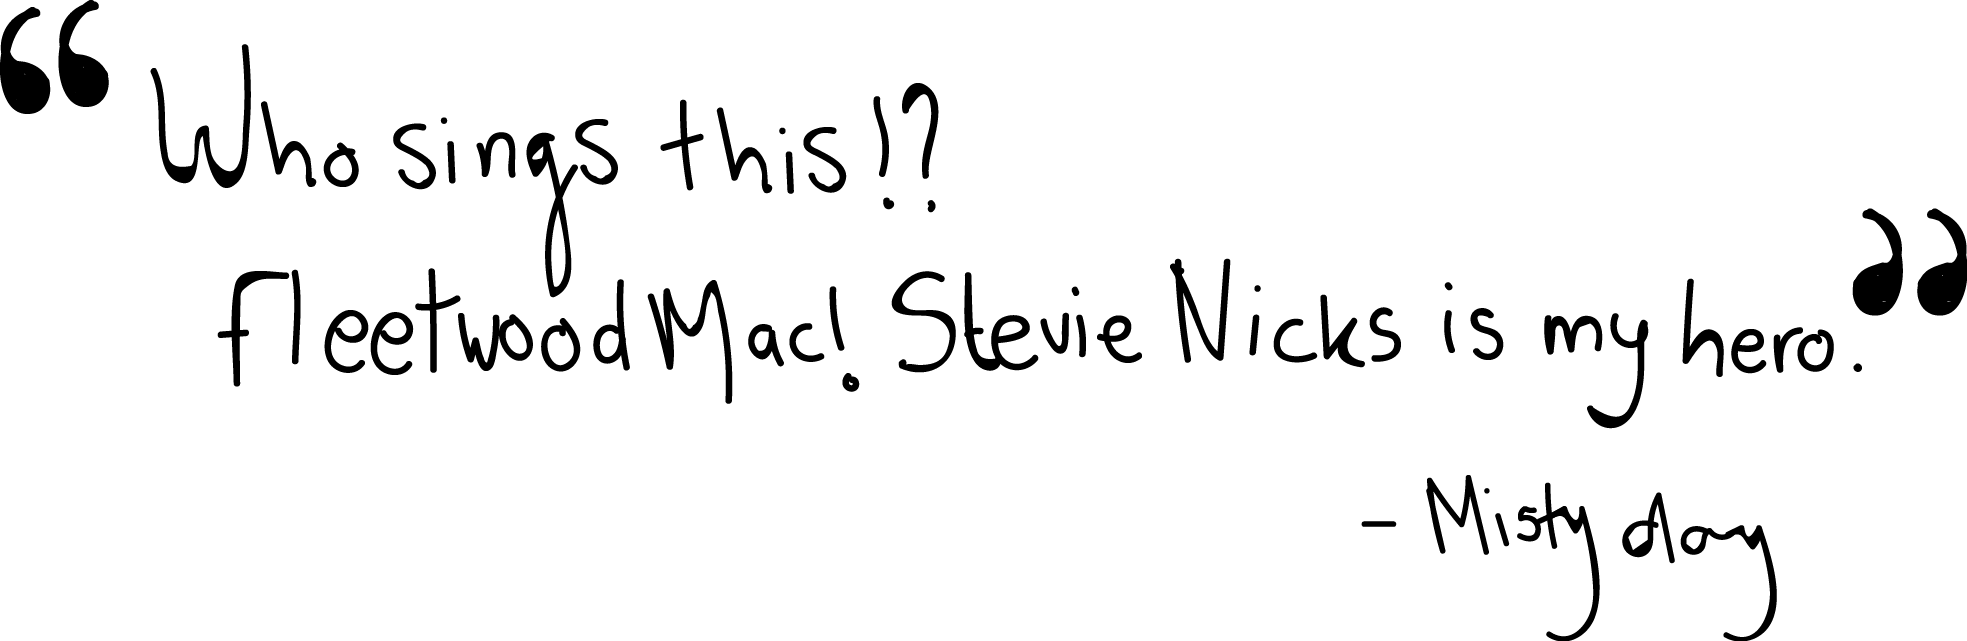 “Who sings this!?
fleetwood Mac! Stevie Nicks is my hero.”
- Misty day